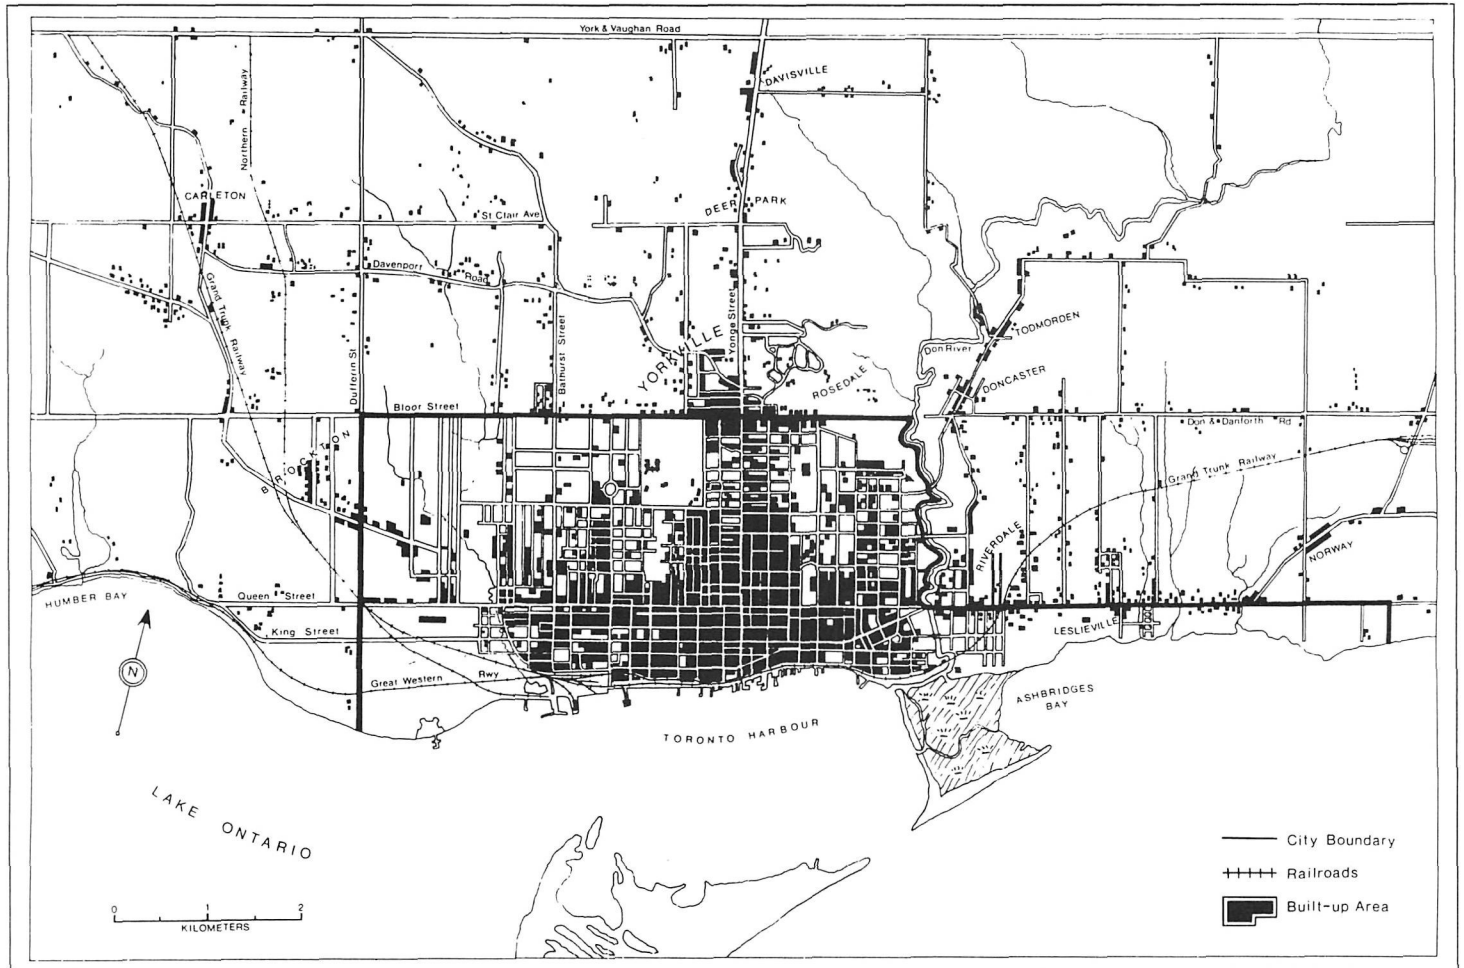 York & Vaughan Road
DAVISVILLE
Northern Railway
CARLETON
DEER PARK
St Clair Ave
Davenport Road
Grand Trunk Railway
Yonge Street
Bathurst Street
Dufferin St
YORKVILLE
TODMORDEN
Don River
ROSEDALE
DONCASTER
Bloor Street
Don & Danforth Rd
BROCKTON
Grand Trunk Railway
RIVERDALE
NORWAY
HUMBER BAY
Queen Street
King Street
LESLIEVILLE
N
Great Western Rwy
ASHBRIDGES
BAY
TORONTO HARBOUR
LAKE ONTARIO
City Boundary
Railroads
Built-up Area
0 1 2
KILOMETERS